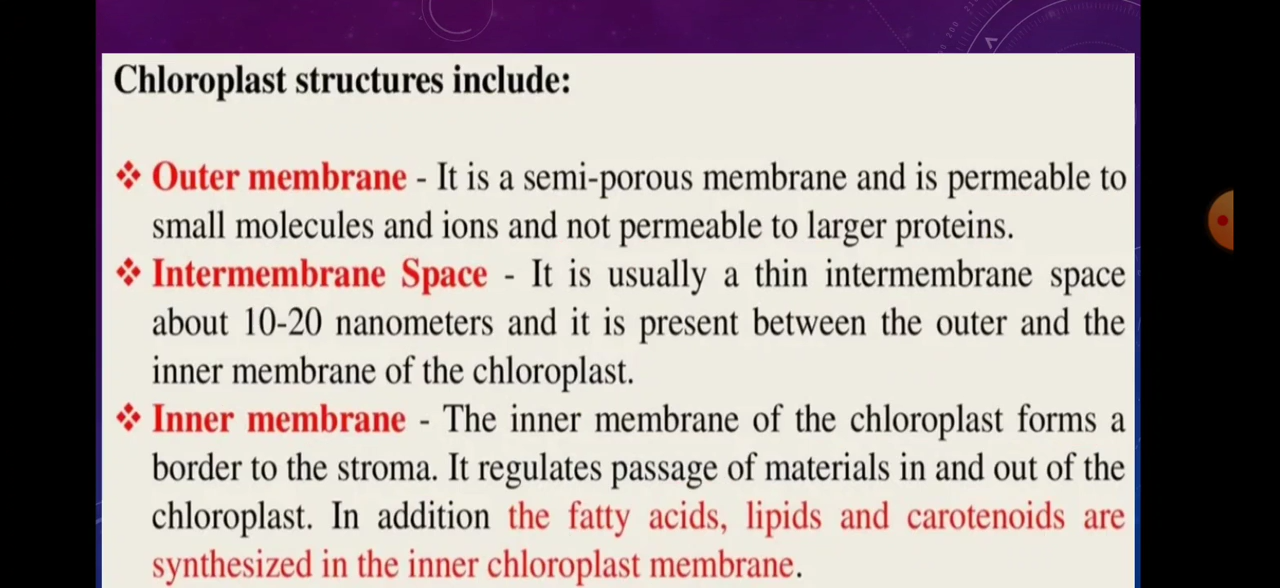 Chloroplast structures include:
❖ Outer membrane - It is a semi-porous membrane and is permeable to
small molecules and ions and not permeable to larger proteins.
❖ Intermembrane Space - It is usually a thin intermembrane space
about 10-20 nanometers and it is present between the outer and the
inner membrane of the chloroplast.
❖ Inner membrane - The inner membrane of the chloroplast forms a
border to the stroma. It regulates passage of materials in and out of the
chloroplast. In addition the fatty acids, lipids and carotenoids are
synthesized in the inner chloroplast membrane.